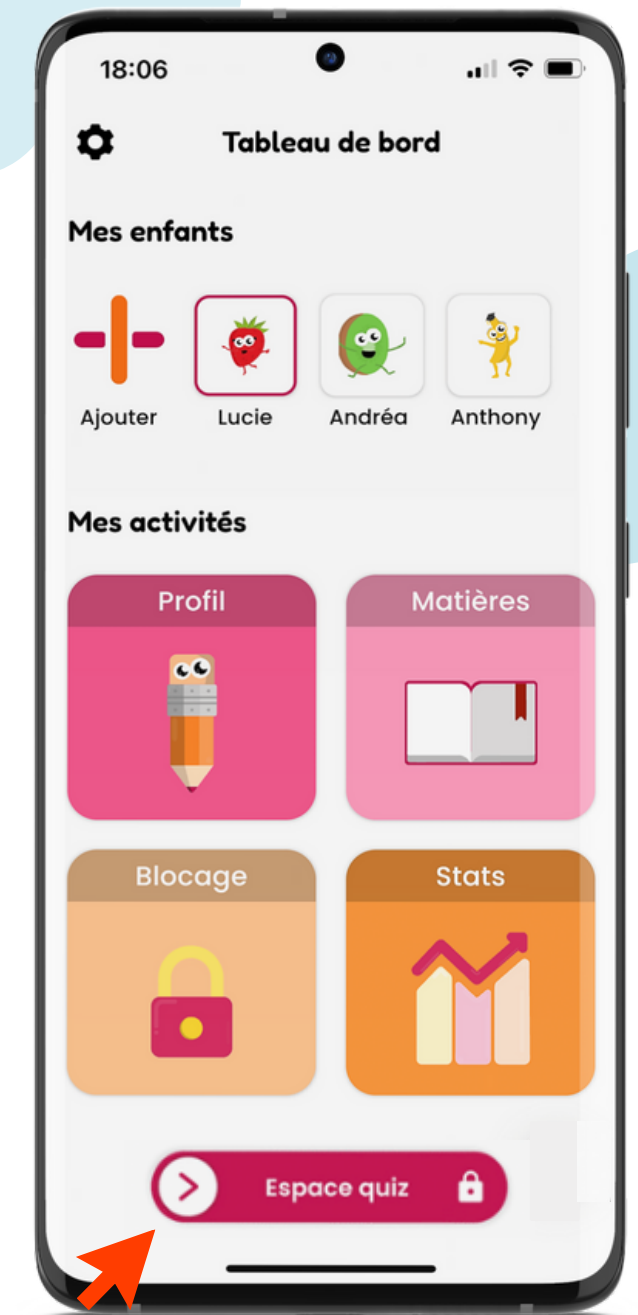 18:06
Tableau de bord
Mes enfants
Ajouter Lucie Andréa Anthony
Mes activités
Profil Matières
Blocage Stats
Espace quiz